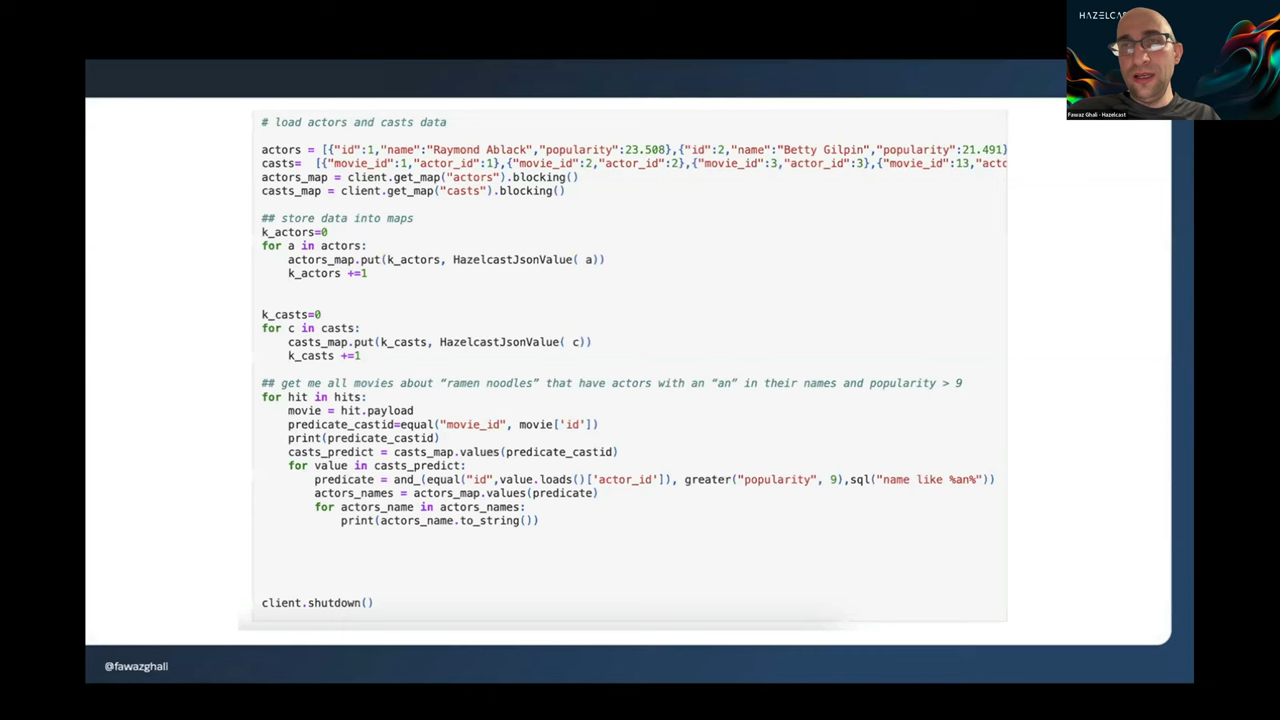 HAZELCAST
Fawaz Ghali - Hazelcast
# load actors and casts data
actors = [{"id":1,"name":"Raymond Ablack","popularity":23.508},{"id":2,"name":"Betty Gilpin","popularity":21.491}
casts=  [{"movie_id":1,"actor_id":1},{"movie_id":2,"actor_id":2},{"movie_id":3,"actor_id":3},{"movie_id":13,"acto
actors_map = client.get_map("actors").blocking()
casts_map = client.get_map("casts").blocking()
## store data into maps
k_actors=0
for a in actors:
    actors_map.put(k_actors, HazelcastJsonValue( a))
    k_actors +=1
k_casts=0
for c in casts:
    casts_map.put(k_casts, HazelcastJsonValue( c))
    k_casts +=1
## get me all movies about “ramen noodles” that have actors with an “an” in their names and popularity > 9
for hit in hits:
    movie = hit.payload
    predicate_castid=equal("movie_id", movie['id'])
    print(predicate_castid)
    casts_predict = casts_map.values(predicate_castid)
    for value in casts_predict:
        predicate = and_(equal("id",value.loads()['actor_id']), greater("popularity", 9),sql("name like %an%"))
        actors_names = actors_map.values(predicate)
        for actors_name in actors_names:
            print(actors_name.to_string())
client.shutdown()
@fawazghali